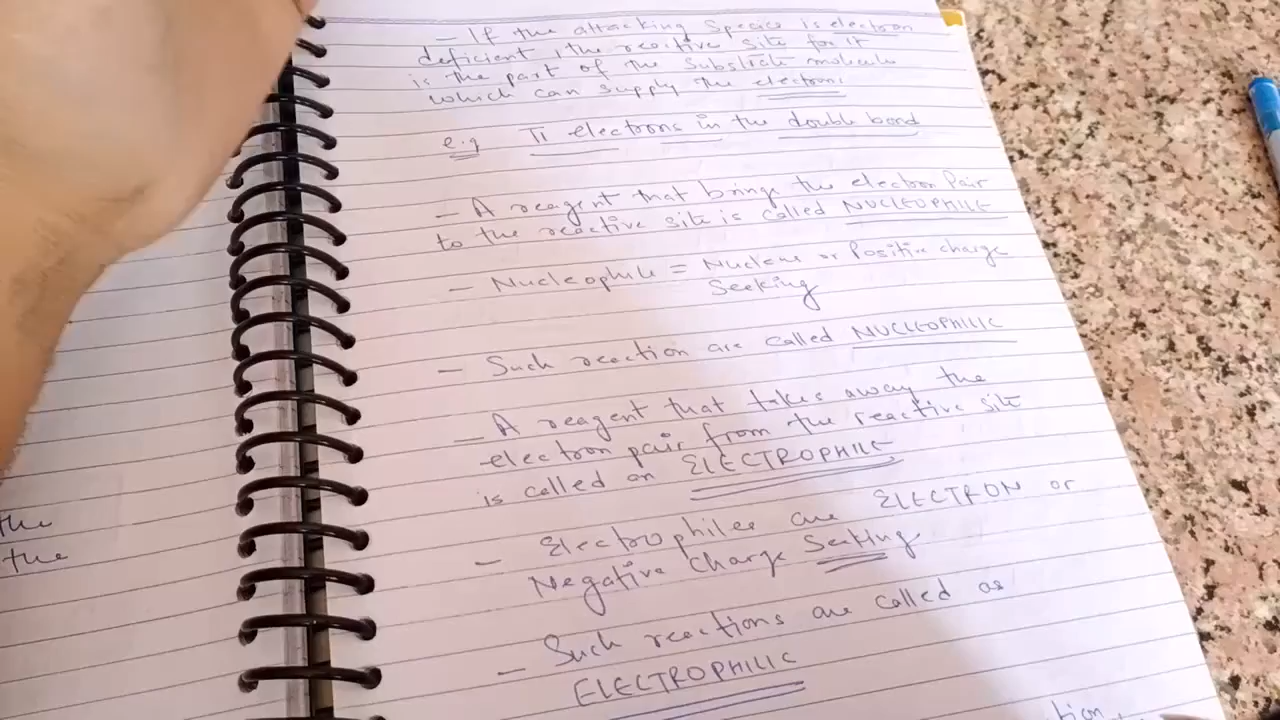 the
the
- If the attacking Species is electron
deficient, the reactive site for it
is the part of the Substrate molecule
which can supply the electrons
e.g π electrons in the double bond
- A reagent that brings the electron Pair
to the reactive site is called NUCLEOPHILE
- Nucleophile = Nucleus or Positive charge
Seeking
- Such reaction are called NUCLEOPHILIC
- A reagent that takes away the
electron pair from the reactive site
is called an ELECTROPHILE
- Electrophiles are ELECTRON or
Negative charge Seeking
- Such reactions are called as
ELECTROPHILIC
tion